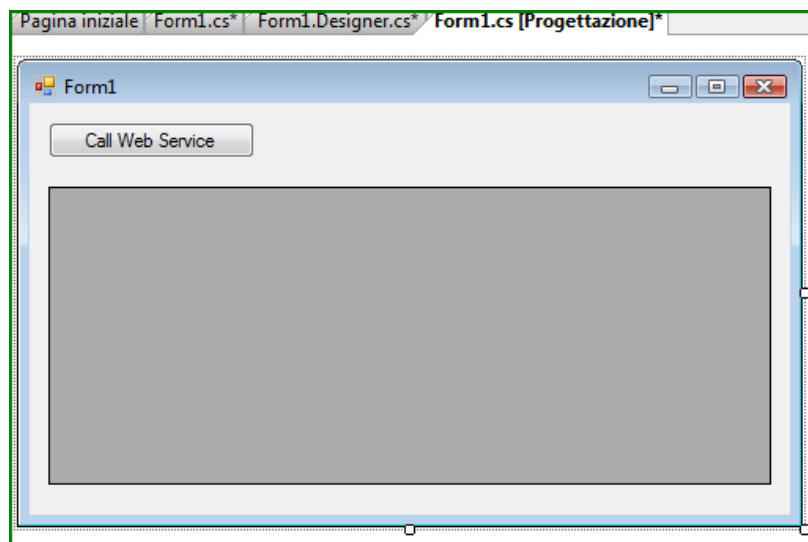 Pagina iniziale Form1.cs* Form1.Designer.cs* Form1.cs [Progettazione]*
Form1
Call Web Service